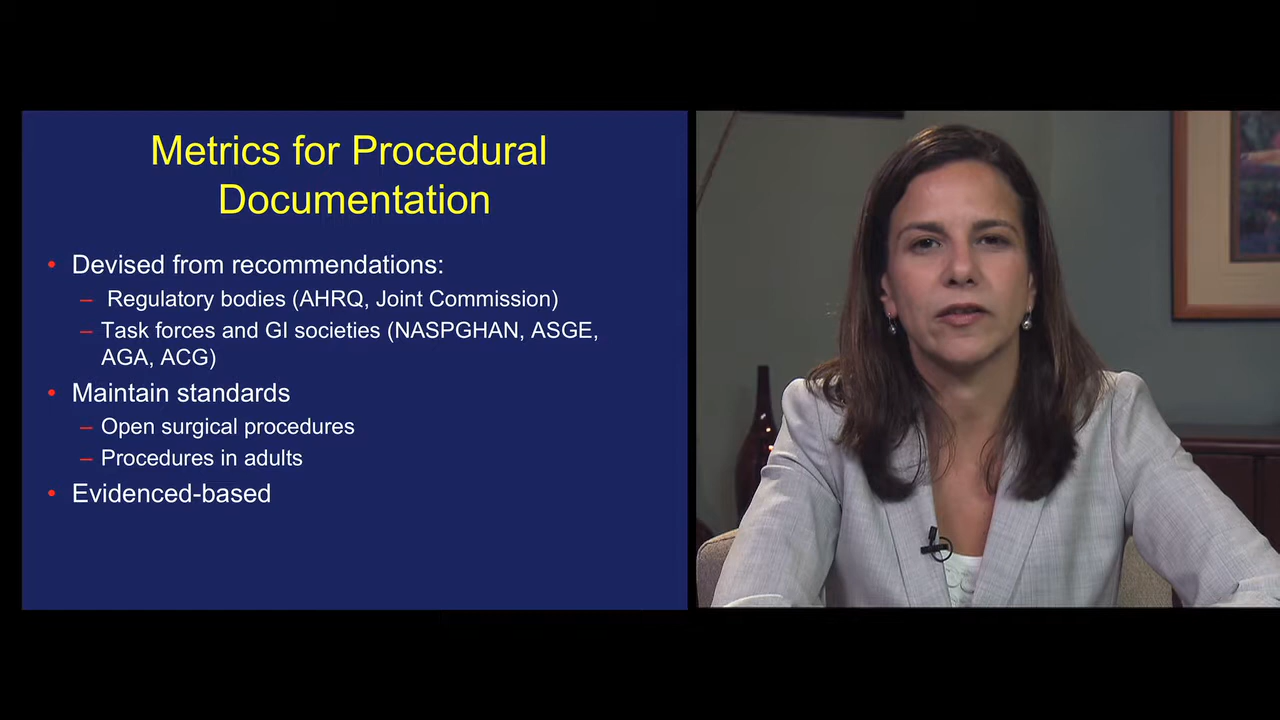 Metrics for Procedural
Documentation
• Devised from recommendations:
– Regulatory bodies (AHRQ, Joint Commission)
– Task forces and GI societies (NASPGHAN, ASGE,
AGA, ACG)
• Maintain standards
– Open surgical procedures
– Procedures in adults
• Evidenced-based